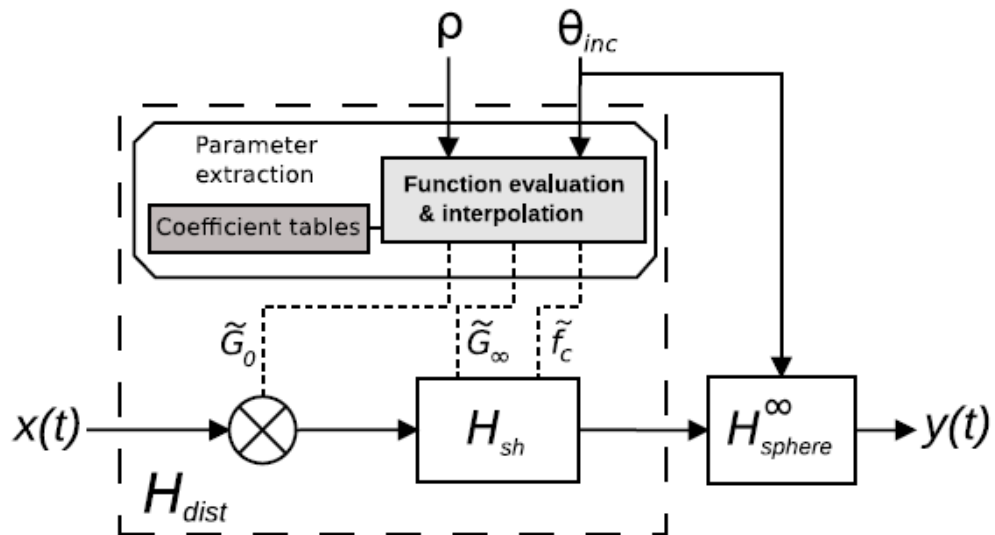 ρ θinc
Parameter
extraction
Function evaluation
& interpolation
Coefficient tables
G̃0 G̃∞ f̃c
x(t) Hsh H∞sphere y(t)
Hdist